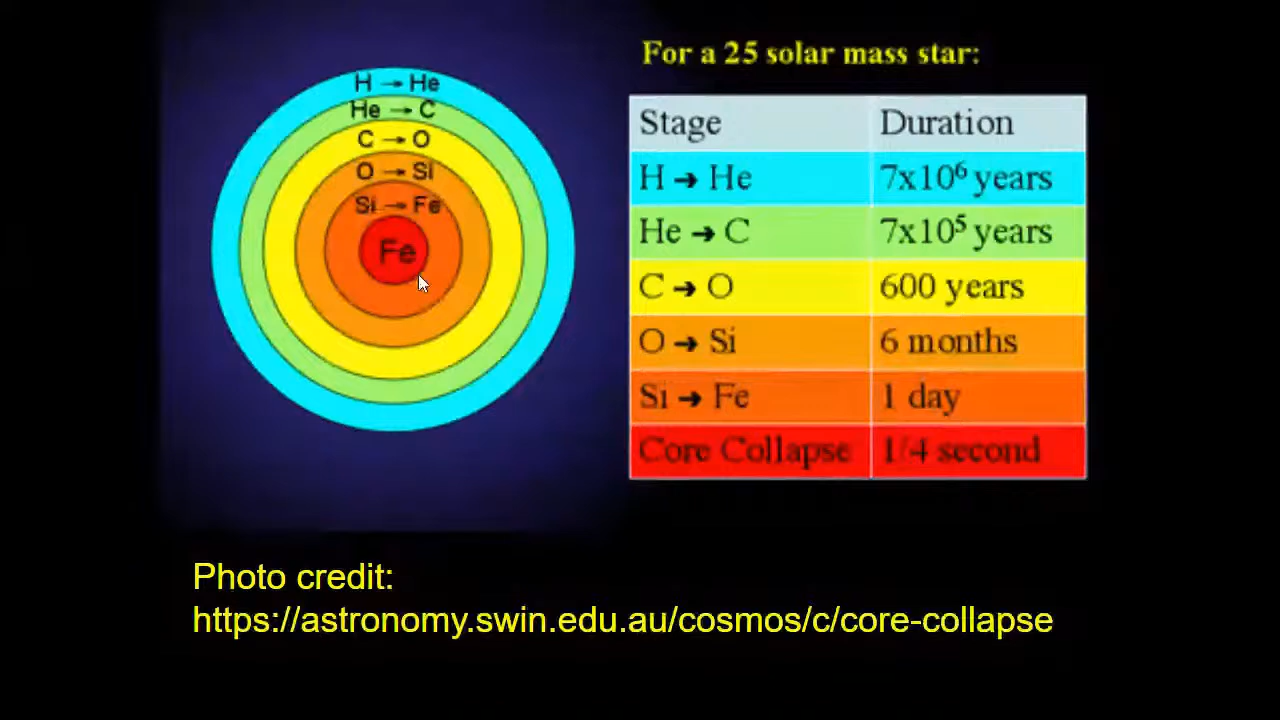 H → He
He → C
C → O
O → Si
Si → Fe
Fe
For a 25 solar mass star:
Stage Duration
H → He 7x10⁶ years
He → C 7x10⁵ years
C → O 600 years
O → Si 6 months
Si → Fe 1 day
Core Collapse 1/4 second
Photo credit:
https://astronomy.swin.edu.au/cosmos/c/core-collapse